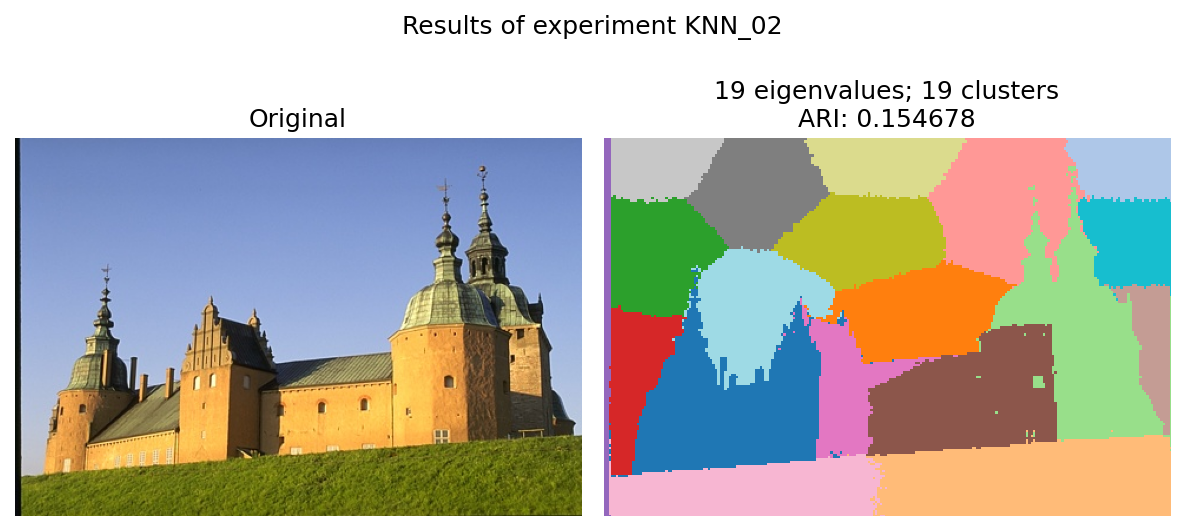 Results of experiment KNN_02
Original
19 eigenvalues; 19 clusters
ARI: 0.154678